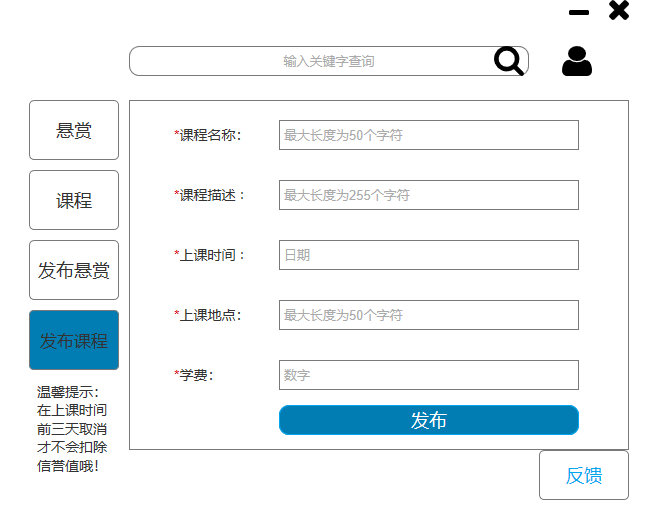 输入关键字查询
悬赏
课程
发布悬赏
发布课程
温馨提示：
在上课时间
前三天取消
才不会扣除
信誉值哦！
*课程名称：
最大长度为50个字符
*课程描述：
最大长度为255个字符
*上课时间：
日期
*上课地点：
最大长度为50个字符
*学费：
数字
发布
反馈